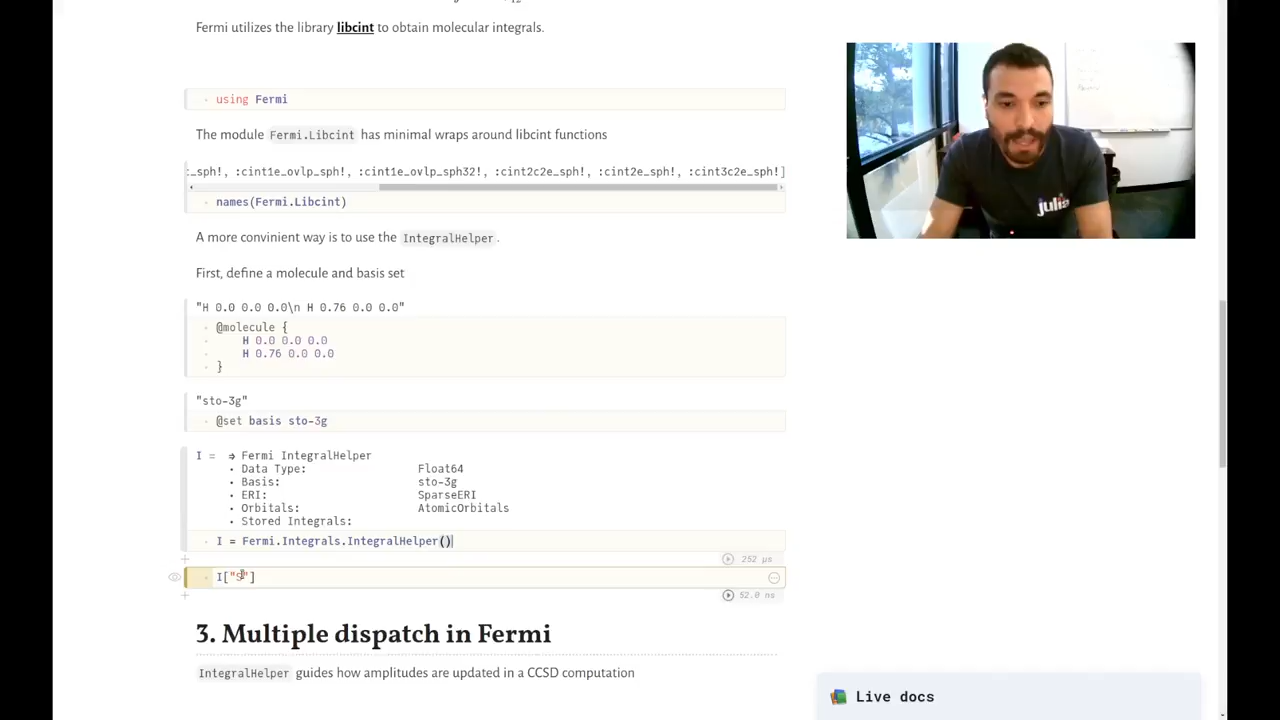 Fermi utilizes the library libcint to obtain molecular integrals.
using Fermi
The module Fermi.Libcint has minimal wraps around libcint functions
:_sph!, :cint1e_ovlp_sph!, :cint1e_ovlp_sph32!, :cint2c2e_sph!, :cint2e_sph!, :cint3c2e_sph!]
names(Fermi.Libcint)
A more convinient way is to use the IntegralHelper.
First, define a molecule and basis set
"H 0.0 0.0 0.0\n H 0.76 0.0 0.0"
@molecule {
H 0.0 0.0 0.0
H 0.76 0.0 0.0
}
"sto-3g"
@set basis sto-3g
I = ⇒ Fermi IntegralHelper
• Data Type: Float64
• Basis: sto-3g
• ERI: SparseERI
• Orbitals: AtomicOrbitals
• Stored Integrals:
I = Fermi.Integrals.IntegralHelper()
252 μs
I["S"]
52.0 ns
3. Multiple dispatch in Fermi
IntegralHelper guides how amplitudes are updated in a CCSD computation
julia
Live docs